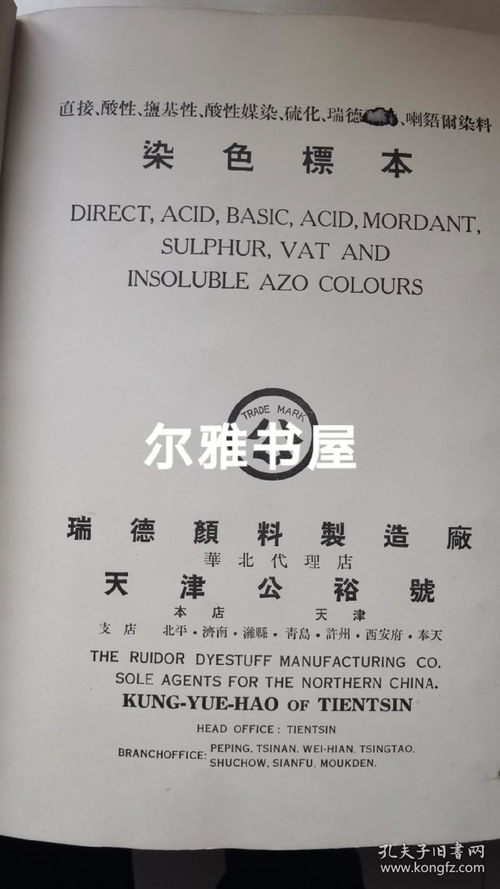 直接、酸性、鹽基性、酸性媒染、硫化、瑞德、喇縚爾染料
染色標本
DIRECT, ACID, BASIC, ACID, MORDANT,
SULPHUR, VAT AND
INSOLUBLE AZO COLOURS
TRADE MARK
尔雅书屋
瑞德顏料製造廠
華北代理店
天津公裕號
本店 天津
支店 北平·濟南·濰縣·青島·許州·西安府·奉天
THE RUIDOR DYESTUFF MANUFACTURING CO.
SOLE AGENTS FOR THE NORTHERN CHINA.
KUNG-YUE-HAO OF TIENTSIN
HEAD OFFICE: TIENTSIN
BRANCHOFFICE: PEPING, TSINAN, WEI-HIAN, TSINGTAO,
SHUCHOW, SIANFU, MOUKDEN.
孔夫子旧书网
www.kongfz.com